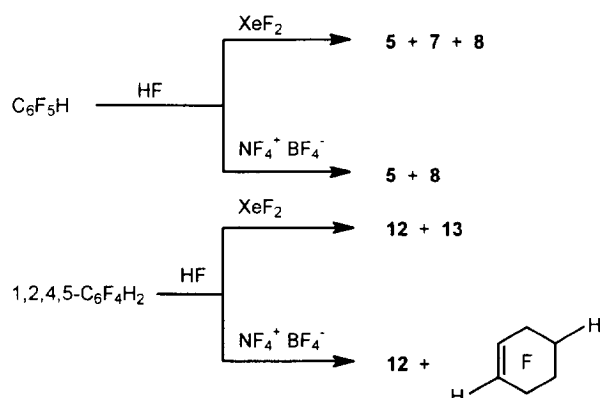 XeF₂
5 + 7 + 8
C₆F₅H
HF
NF₄⁺ BF₄⁻
5 + 8
XeF₂
12 + 13
1,2,4,5-C₆F₄H₂
HF
NF₄⁺ BF₄⁻
12 +
H
F
H